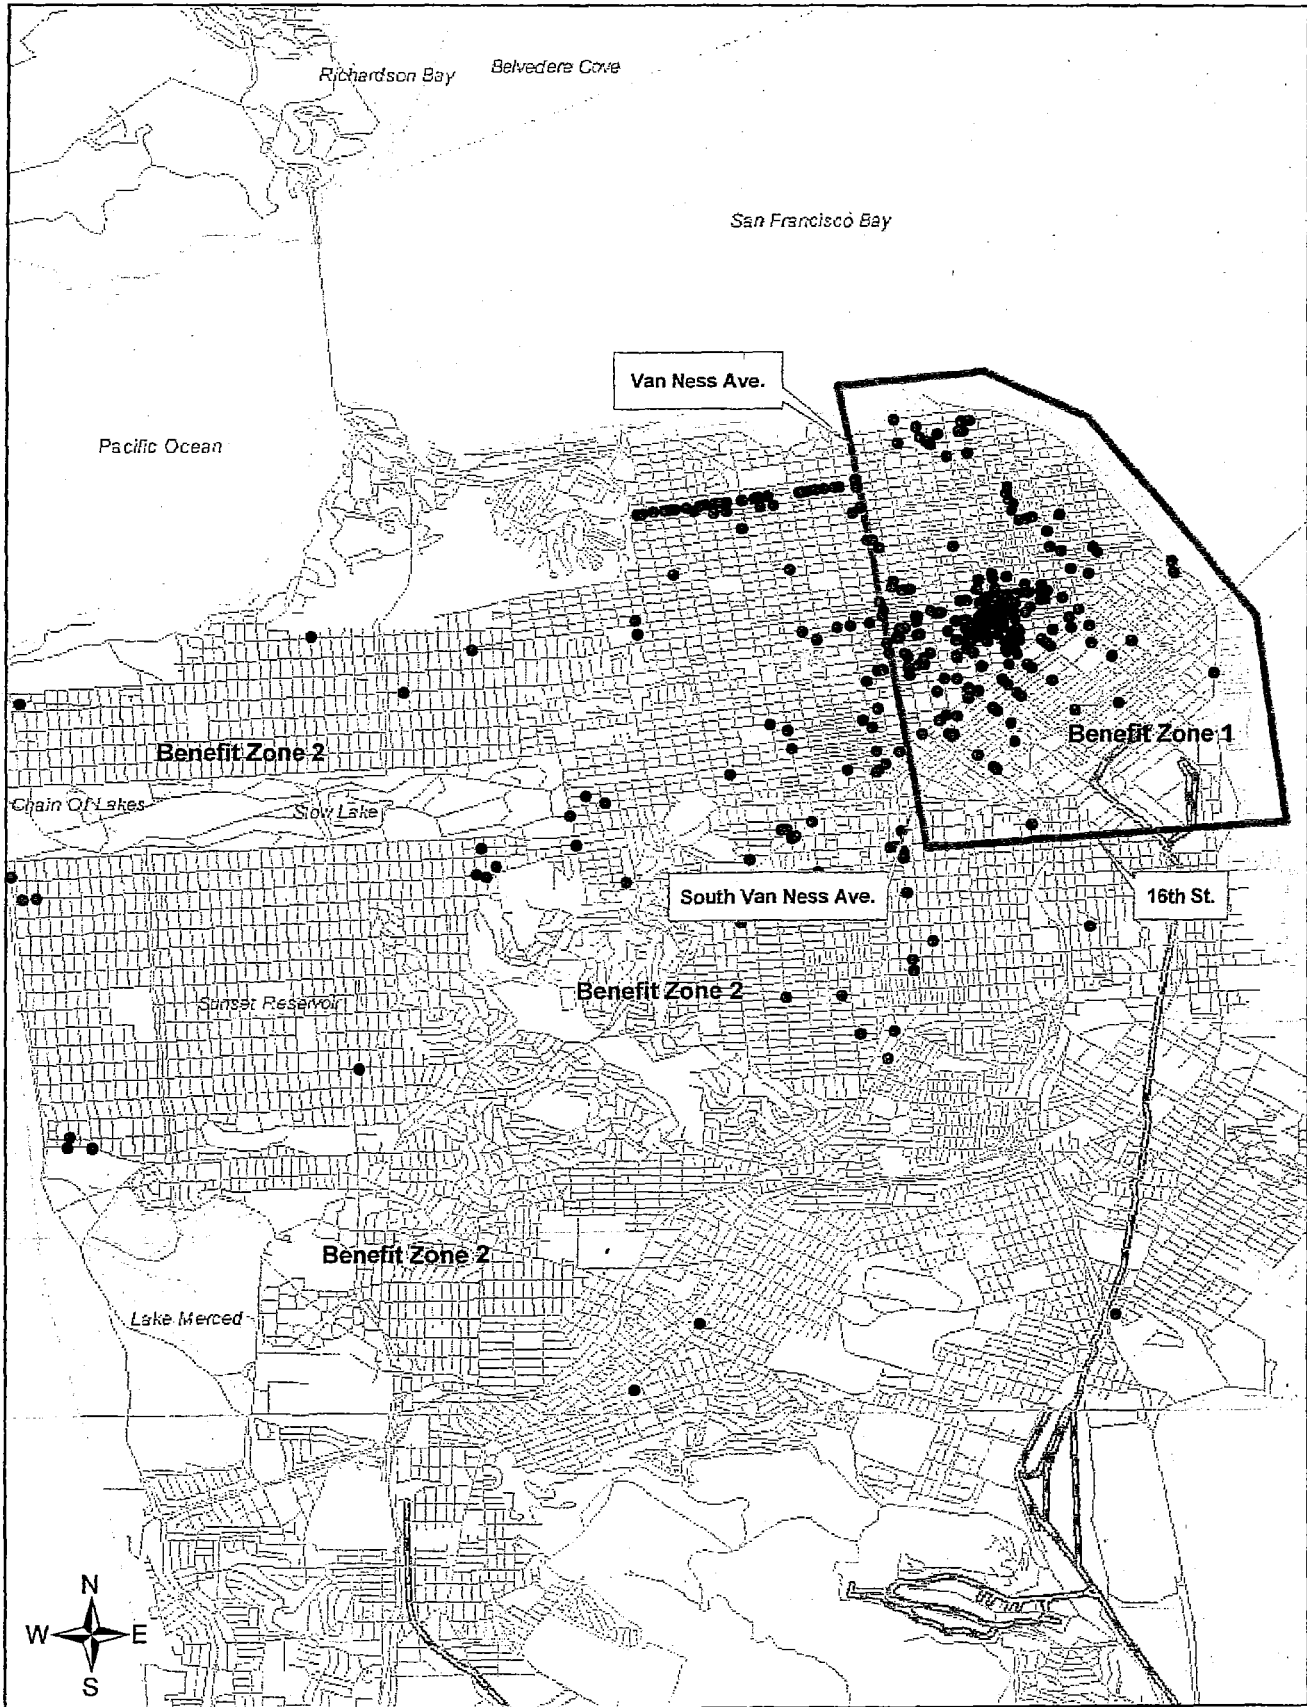 Belvedere Cove
Richardson Bay
San Francisco Bay
Van Ness Ave.
Pacific Ocean
Benefit Zone 1
Benefit Zone 2
Chain Of Lakes
Stow Lake
South Van Ness Ave.
16th St.
Benefit Zone 2
Sunset Reservoir
Benefit Zone 2
Lake Merced
N
W E
S